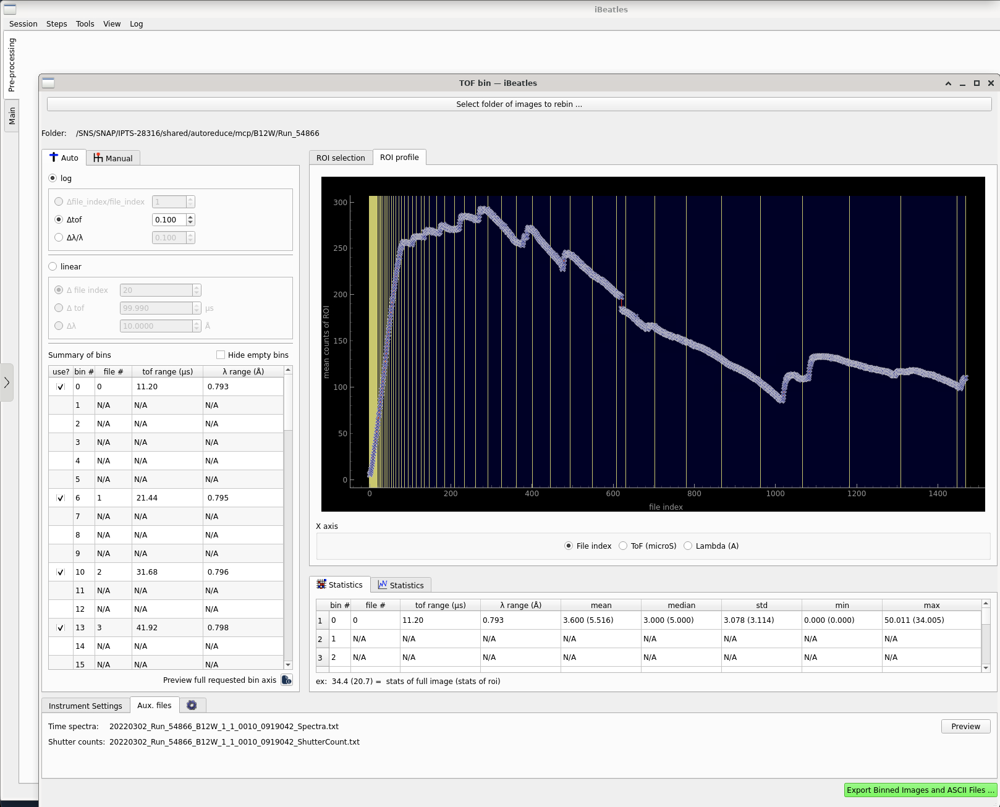 iBeatles
Session Steps Tools View Log
Pre-processing
Main
TOF bin — iBeatles
Select folder of images to rebin ...
Folder: /SNS/SNAP/IPTS-28316/shared/autoreduce/mcp/B12W/Run_54866
Auto Manual
log
Δfile_index/file_index 1
Δtof 0.100
Δλ/λ 0.100
linear
Δ file index 20
Δ tof 99.990 µs
Δλ 10.0000 Å
Summary of bins Hide empty bins
use? bin # file # tof range (µs) λ range (Å)
0 0 11.20 0.793
1 N/A N/A N/A
2 N/A N/A N/A
3 N/A N/A N/A
4 N/A N/A N/A
5 N/A N/A N/A
6 1 21.44 0.795
7 N/A N/A N/A
8 N/A N/A N/A
9 N/A N/A N/A
10 2 31.68 0.796
11 N/A N/A N/A
12 N/A N/A N/A
13 3 41.92 0.798
14 N/A N/A N/A
15 N/A N/A N/A
Preview full requested bin axis
ROI selection ROI profile
mean counts of ROI
300
250
200
150
100
50
0
0 200 400 600 800 1000 1200 1400
file index
X axis
File index ToF (microS) Lambda (A)
Statistics Statistics
bin # file # tof range (µs) λ range (Å) mean median std min max
1 0 0 11.20 0.793 3.600 (5.516) 3.000 (5.000) 3.078 (3.114) 0.000 (0.000) 50.011 (34.005)
2 1 N/A N/A N/A N/A N/A N/A N/A N/A
3 2 N/A N/A N/A N/A N/A N/A N/A N/A
ex: 34.4 (20.7) = stats of full image (stats of roi)
Instrument Settings Aux. files
Time spectra: 20220302_Run_54866_B12W_1_1_0010_0919042_Spectra.txt
Preview
Shutter counts: 20220302_Run_54866_B12W_1_1_0010_0919042_ShutterCount.txt
Export Binned Images and ASCII Files ...